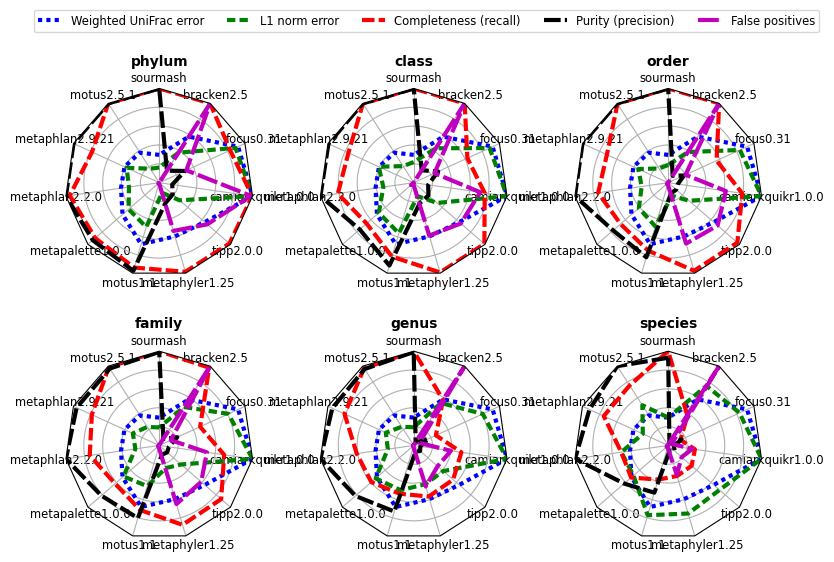 Weighted UniFrac error L1 norm error Completeness (recall) Purity (precision) False positives
phylum class order
sourmash sourmash sourmash
motus2.5.1 bracken2.5 motus2.5.1 bracken2.5 motus2.5.1 bracken2.5
metaphlan2.9.21 focus0.31 metaphlan2.9.21 focus0.31 metaphlan2.9.21 focus0.31
metaphlan2.2.0 camiarkquikr1.0.0 metaphlan2.2.0 camiarkquikr1.0.0 metaphlan2.2.0 camiarkquikr1.0.0
metapalette1.0.0 tipp2.0.0 metapalette1.0.0 tipp2.0.0 metapalette1.0.0 tipp2.0.0
motus1.1 metaphyler1.25 motus1.1 metaphyler1.25 motus1.1 metaphyler1.25
family genus species
sourmash sourmash sourmash
motus2.5.1 bracken2.5 motus2.5.1 bracken2.5 motus2.5.1 bracken2.5
metaphlan2.9.21 focus0.31 metaphlan2.9.21 focus0.31 metaphlan2.9.21 focus0.31
metaphlan2.2.0 camiarkquikr1.0.0 metaphlan2.2.0 camiarkquikr1.0.0 metaphlan2.2.0 camiarkquikr1.0.0
metapalette1.0.0 tipp2.0.0 metapalette1.0.0 tipp2.0.0 metapalette1.0.0 tipp2.0.0
motus1.1 metaphyler1.25 motus1.1 metaphyler1.25 motus1.1 metaphyler1.25